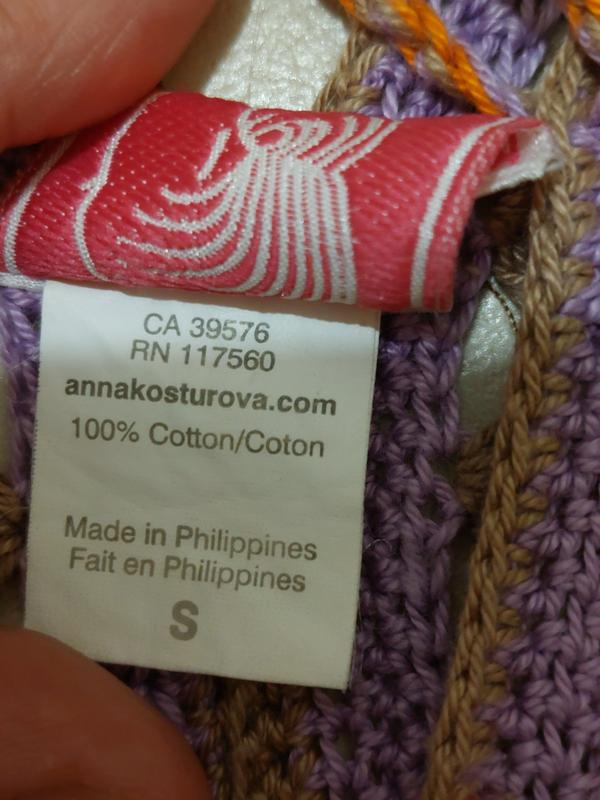 CA 39576
RN 117560
annakosturova.com
100% Cotton/Coton
Made in Philippines
Fait en Philippines
S